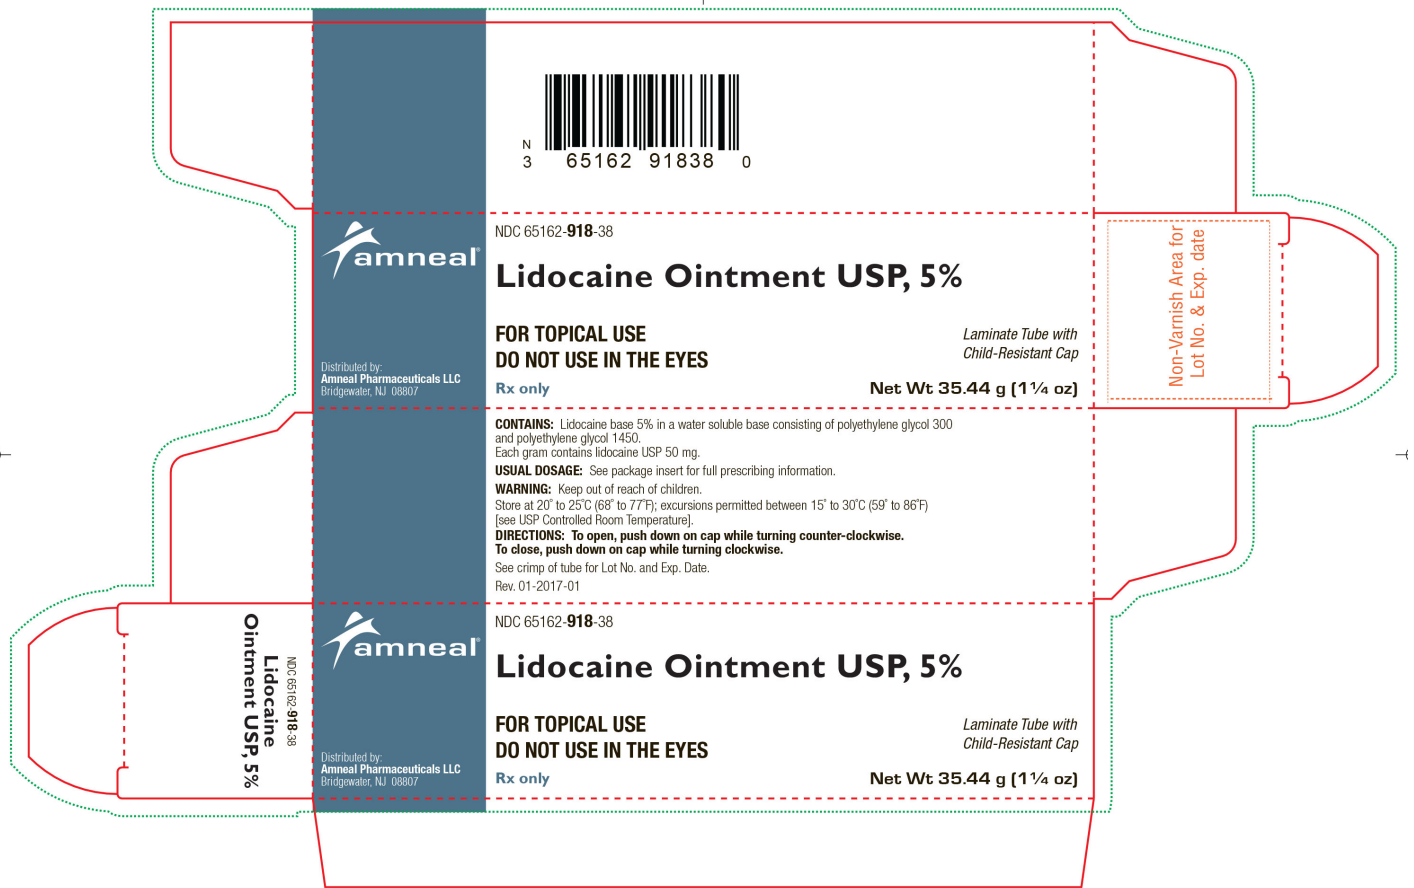 N
3 65162 91838 0
amneal®
NDC 65162-918-38
Lidocaine Ointment USP, 5%
FOR TOPICAL USE
DO NOT USE IN THE EYES
Laminate Tube with
Child-Resistant Cap
Distributed by:
Amneal Pharmaceuticals LLC
Bridgewater, NJ 08807
Rx only
Net Wt 35.44 g (1¼ oz)
Non-Varnish Area for
Lot No. & Exp. date
CONTAINS: Lidocaine base 5% in a water soluble base consisting of polyethylene glycol 300
and polyethylene glycol 1450.
Each gram contains lidocaine USP 50 mg.
USUAL DOSAGE: See package insert for full prescribing information.
WARNING: Keep out of reach of children.
Store at 20˚ to 25˚C (68˚ to 77˚F); excursions permitted between 15˚ to 30˚C (59˚ to 86˚F)
[see USP Controlled Room Temperature].
DIRECTIONS: To open, push down on cap while turning counter-clockwise.
To close, push down on cap while turning clockwise.
See crimp of tube for Lot No. and Exp. Date.
Rev. 01-2017-01
NDC 65162-918-38
Lidocaine
Ointment USP, 5%
amneal®
NDC 65162-918-38
Lidocaine Ointment USP, 5%
FOR TOPICAL USE
DO NOT USE IN THE EYES
Laminate Tube with
Child-Resistant Cap
Distributed by:
Amneal Pharmaceuticals LLC
Bridgewater, NJ 08807
Rx only
Net Wt 35.44 g (1¼ oz)